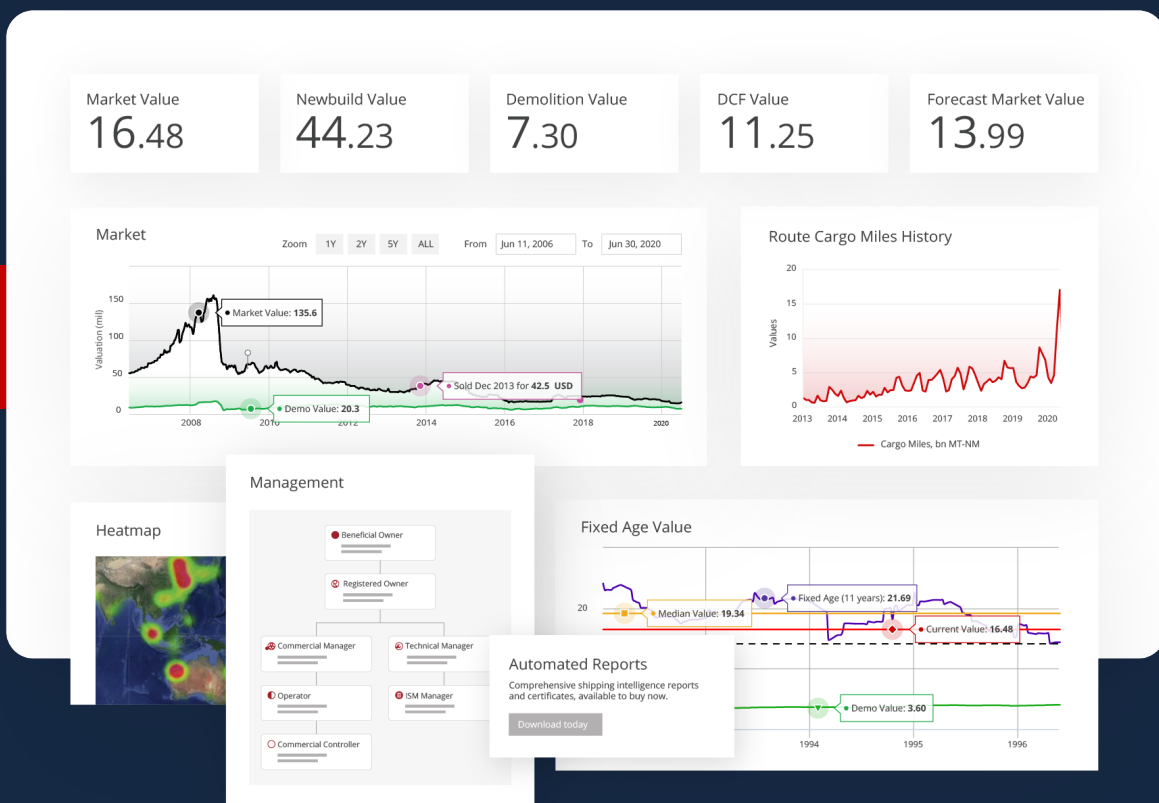 Market Value
16.48
Newbuild Value
44.23
Demolition Value
7.30
DCF Value
11.25
Forecast Market Value
13.99
Market
Zoom 1Y 2Y 5Y ALL From Jun 11, 2006 To Jun 30, 2020
Valuation (mil)
150
100
50
0
Market Value: 135.6
Sold Dec 2013 for 42.5 USD
Demo Value: 20.3
2008 2010 2012 2014 2016 2018 2020
Route Cargo Miles History
Values
20
15
10
5
0
2013 2014 2015 2016 2017 2018 2019 2020
Cargo Miles, bn MT-NM
Heatmap
Management
Beneficial Owner
Registered Owner
Commercial Manager
Technical Manager
Operator
ISM Manager
Commercial Controller
Fixed Age Value
20
Fixed Age (11 years): 21.69
Median Value: 19.34
Current Value: 16.48
Demo Value: 3.60
1994 1995 1996
Automated Reports
Comprehensive shipping intelligence reports
and certificates, available to buy now.
Download today